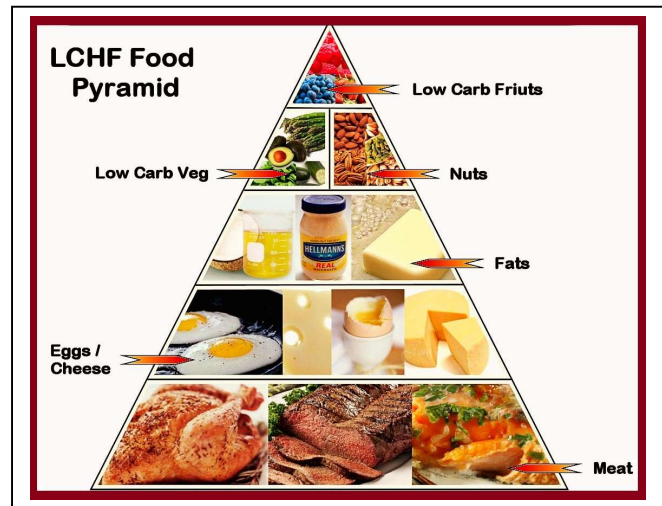 LCHF Food
Pyramid
Low Carb Friuts
Low Carb Veg
Nuts
HELLMANN'S
REAL
Fats
Eggs /
Cheese
Meat